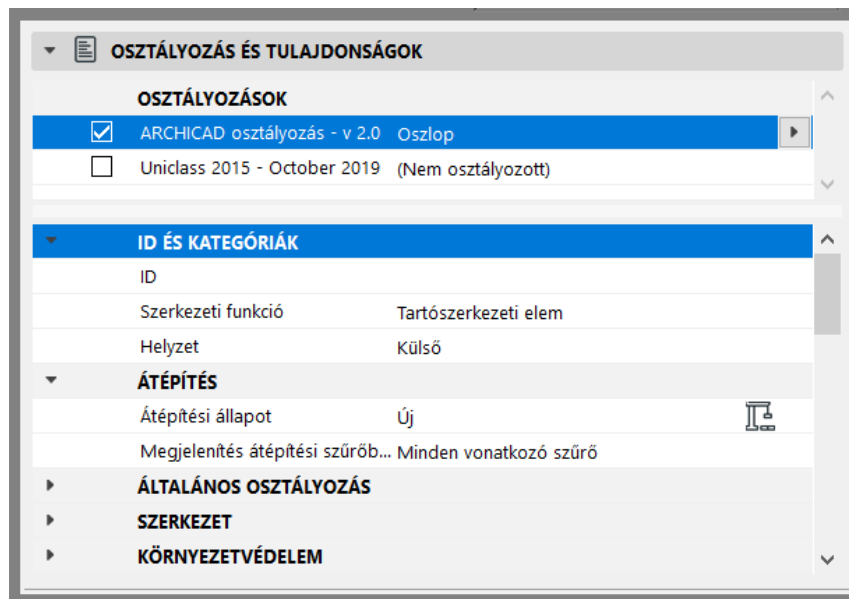 OSZTÁLYOZÁS ÉS TULAJDONSÁGOK
OSZTÁLYOZÁSOK
ARCHICAD osztályozás - v 2.0 Oszlop
Uniclass 2015 - October 2019 (Nem osztályozott)
ID ÉS KATEGÓRIÁK
ID
Szerkezeti funkció Tartószerkezeti elem
Helyzet Külső
ÁTÉPÍTÉS
Átépítési állapot Új
Megjelenítés átépítési szűrőb... Minden vonatkozó szűrő
ÁLTALÁNOS OSZTÁLYOZÁS
SZERKEZET
KÖRNYEZETVÉDELEM